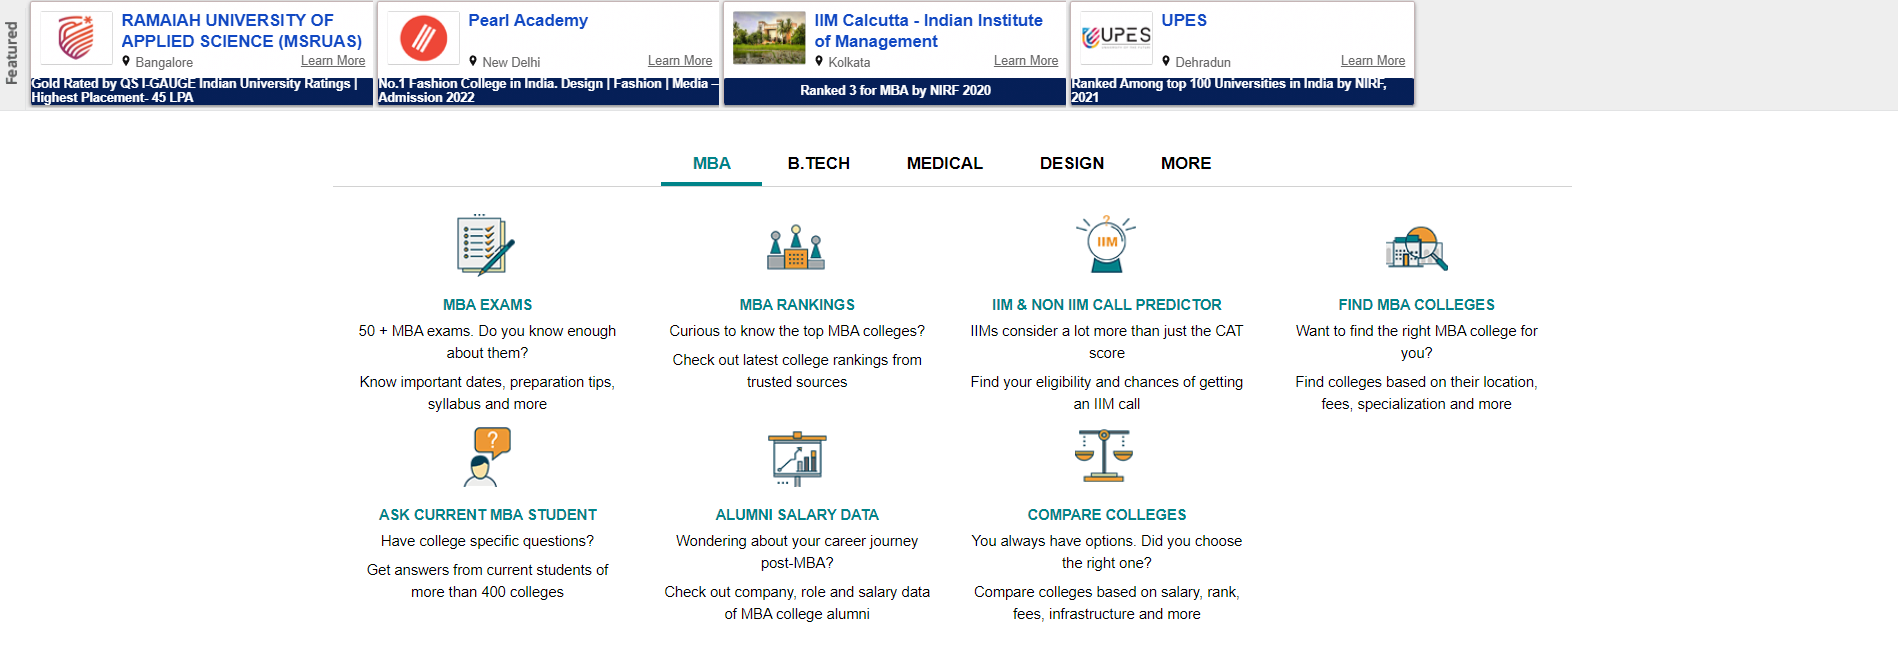 Featured
RAMAIAH UNIVERSITY OF
APPLIED SCIENCE (MSRUAS)
Bangalore
Learn More
Gold Rated by QS I-GAUGE Indian University Ratings |
Highest Placement- 45 LPA
Pearl Academy
New Delhi
Learn More
No.1 Fashion College in India. Design | Fashion | Media –
Admission 2022
IIM Calcutta - Indian Institute
of Management
Kolkata
Learn More
Ranked 3 for MBA by NIRF 2020
UPES
UPES
Dehradun
Learn More
Ranked Among top 100 Universities in India by NIRF,
2021
MBA
B.TECH
MEDICAL
DESIGN
MORE
MBA EXAMS
50 + MBA exams. Do you know enough
about them?
Know important dates, preparation tips,
syllabus and more
MBA RANKINGS
Curious to know the top MBA colleges?
Check out latest college rankings from
trusted sources
?
IIM
IIM & NON IIM CALL PREDICTOR
IIMs consider a lot more than just the CAT
score
Find your eligibility and chances of getting
an IIM call
FIND MBA COLLEGES
Want to find the right MBA college for
you?
Find colleges based on their location,
fees, specialization and more
?
ASK CURRENT MBA STUDENT
Have college specific questions?
Get answers from current students of
more than 400 colleges
ALUMNI SALARY DATA
Wondering about your career journey
post-MBA?
Check out company, role and salary data
of MBA college alumni
COMPARE COLLEGES
You always have options. Did you choose
the right one?
Compare colleges based on salary, rank,
fees, infrastructure and more